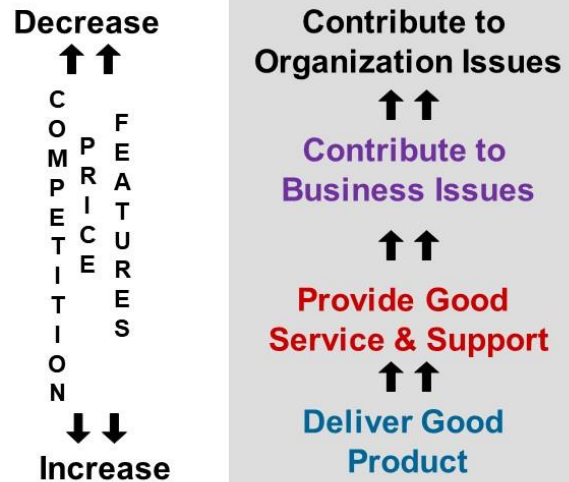 Decrease
COMPETITION
PRICE
FEATURES
Increase
Contribute to
Organization Issues
Contribute to
Business Issues
Provide Good
Service & Support
Deliver Good
Product